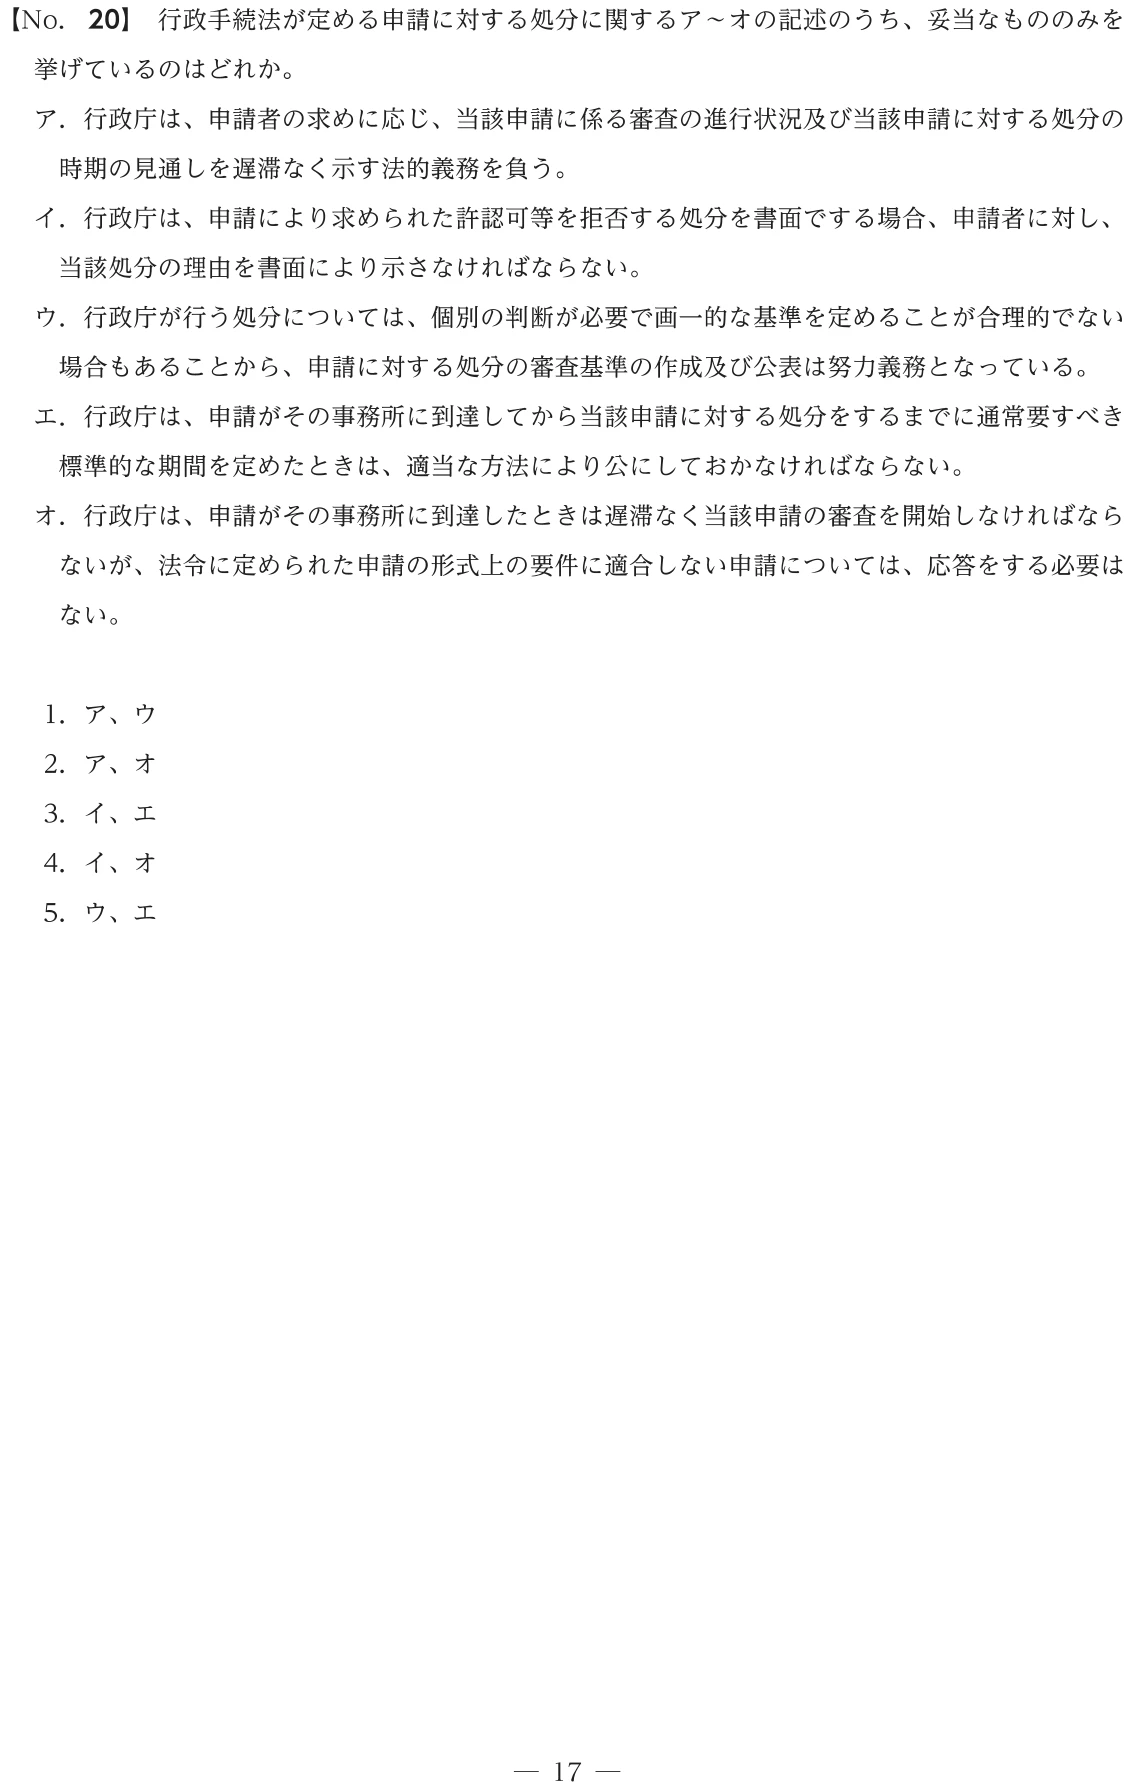 【No. 20】 行政手続法が定める申請に対する処分に関するア～オの記述のうち、妥当なもののみを
挙げているのはどれか。
ア．行政庁は、申請者の求めに応じ、当該申請に係る審査の進行状況及び当該申請に対する処分の
時期の見通しを遅滞なく示す法的義務を負う。
イ．行政庁は、申請により求められた許認可等を拒否する処分を書面でする場合、申請者に対し、
当該処分の理由を書面により示さなければならない。
ウ．行政庁が行う処分については、個別の判断が必要で画一的な基準を定めることが合理的でない
場合もあることから、申請に対する処分の審査基準の作成及び公表は努力義務となっている。
エ．行政庁は、申請がその事務所に到達してから当該申請に対する処分をするまでに通常要すべき
標準的な期間を定めたときは、適当な方法により公にしておかなければならない。
オ．行政庁は、申請がその事務所に到達したときは遅滞なく当該申請の審査を開始しなければなら
ないが、法令に定められた申請の形式上の要件に適合しない申請については、応答をする必要は
ない。
1．ア、ウ
2．ア、オ
3．イ、エ
4．イ、オ
5．ウ、エ
― 17 ―